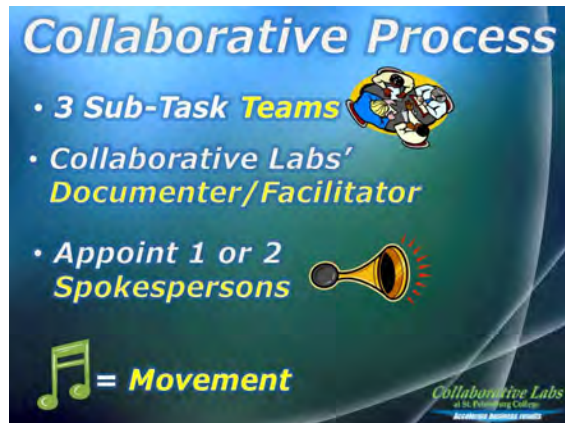 Collaborative Process
• 3 Sub-Task Teams
• Collaborative Labs'
Documenter/Facilitator
• Appoint 1 or 2
Spokespersons
= Movement
Collaborative Labs
at St. Petersburg College
Accelerate business results